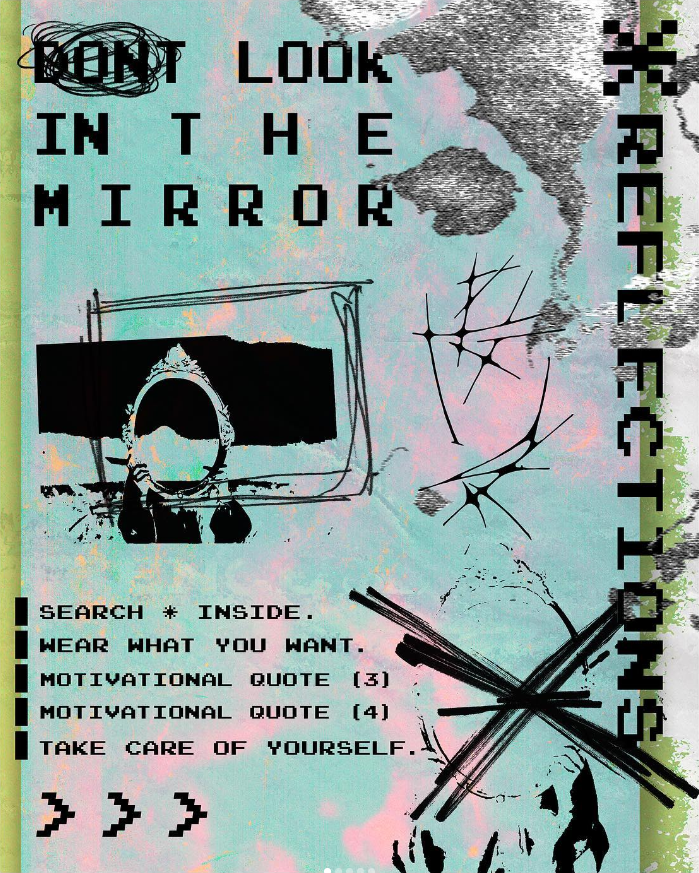 DONT LOOK
IN THE
MIRROR
*REFLECTIONS
SEARCH * INSIDE.
WEAR WHAT YOU WANT.
MOTIVATIONAL QUOTE (3)
MOTIVATIONAL QUOTE (4)
TAKE CARE OF YOURSELF.
>>>